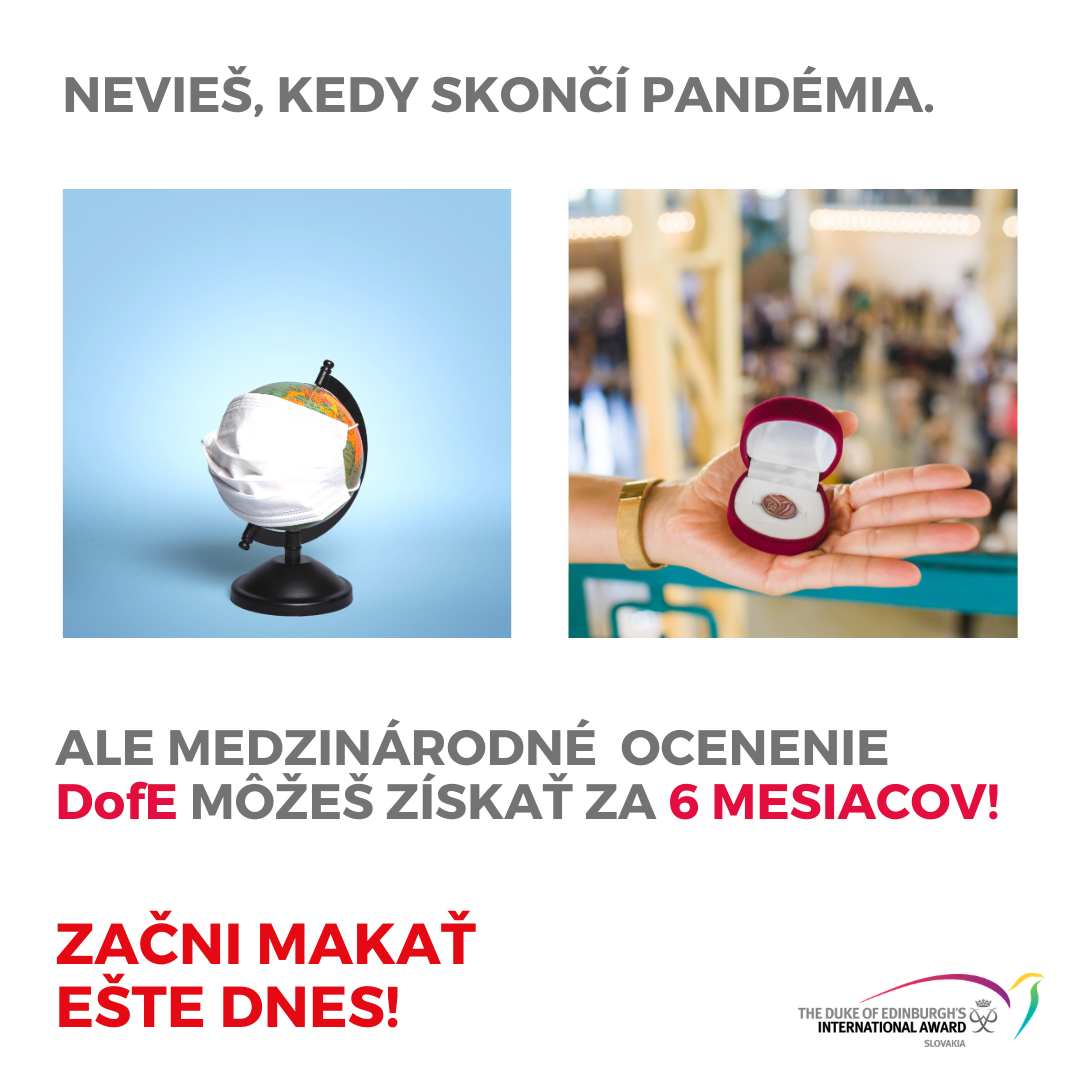 NEVIEŠ, KEDY SKONČÍ PANDÉMIA.
ALE MEDZINÁRODNÉ OCENENIE
DofE MÔŽEŠ ZÍSKAŤ ZA 6 MESIACOV!
ZAČNI MAKAŤ
EŠTE DNES!
THE DUKE OF EDINBURGH'S
INTERNATIONAL AWARD
SLOVAKIA